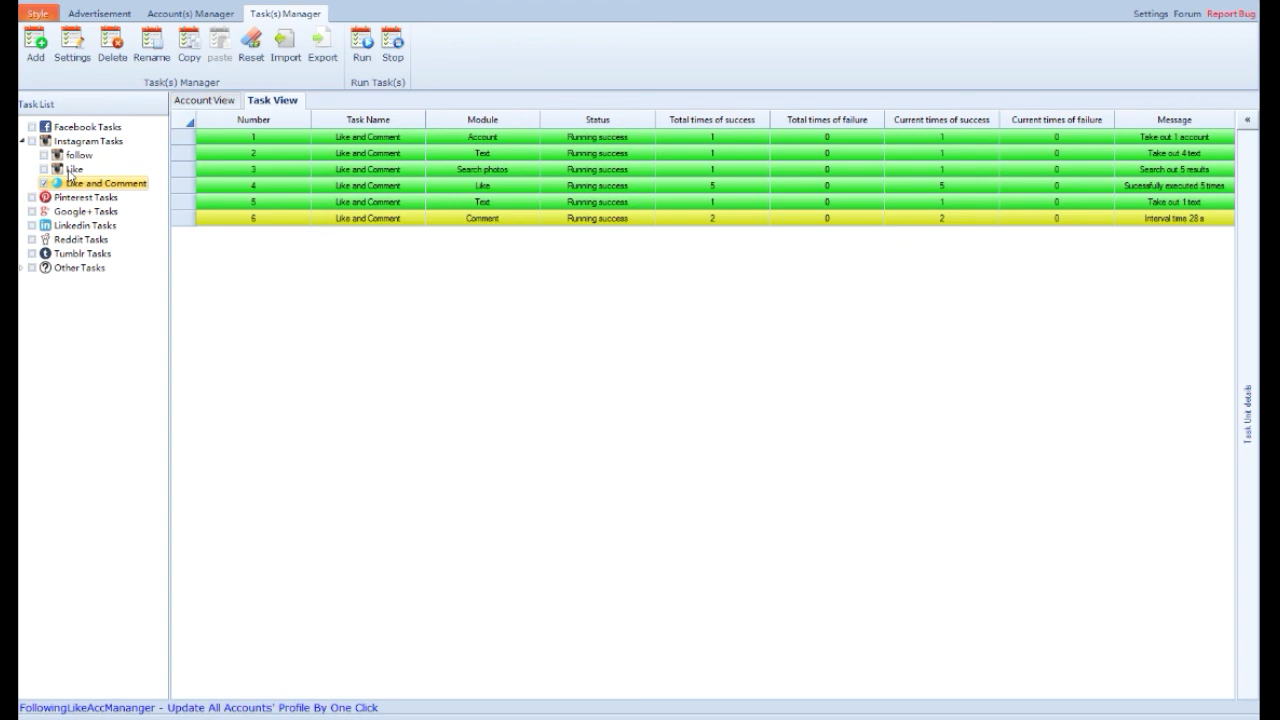 Style Advertisement Account(s) Manager Task(s) Manager Settings Forum Report Bug
Add Settings Delete Rename Copy paste Reset Import Export Run Stop
Task(s) Manager Run Task(s)
Task List
Account View Task View
Number Task Name Module Status Total times of success Total times of failure Current times of success Current times of failure Message «
Facebook Tasks
Instagram Tasks
follow
Like
Like and Comment
Pinterest Tasks
Google+ Tasks
Linkedin Tasks
Reddit Tasks
Tumblr Tasks
Other Tasks
1 Like and Comment Account Running success 1 0 1 0 Take out 1 account
2 Like and Comment Text Running success 1 0 1 0 Take out 4 text
3 Like and Comment Search photos Running success 1 0 1 0 Search out 5 results
4 Like and Comment Like Running success 5 0 5 0 Sucessfully executed 5 times
5 Like and Comment Text Running success 1 0 1 0 Take out 1 text
6 Like and Comment Comment Running success 2 0 2 0 Interval time 28 s
Task Unit details
FollowingLikeAccMananger - Update All Accounts' Profile By One Click